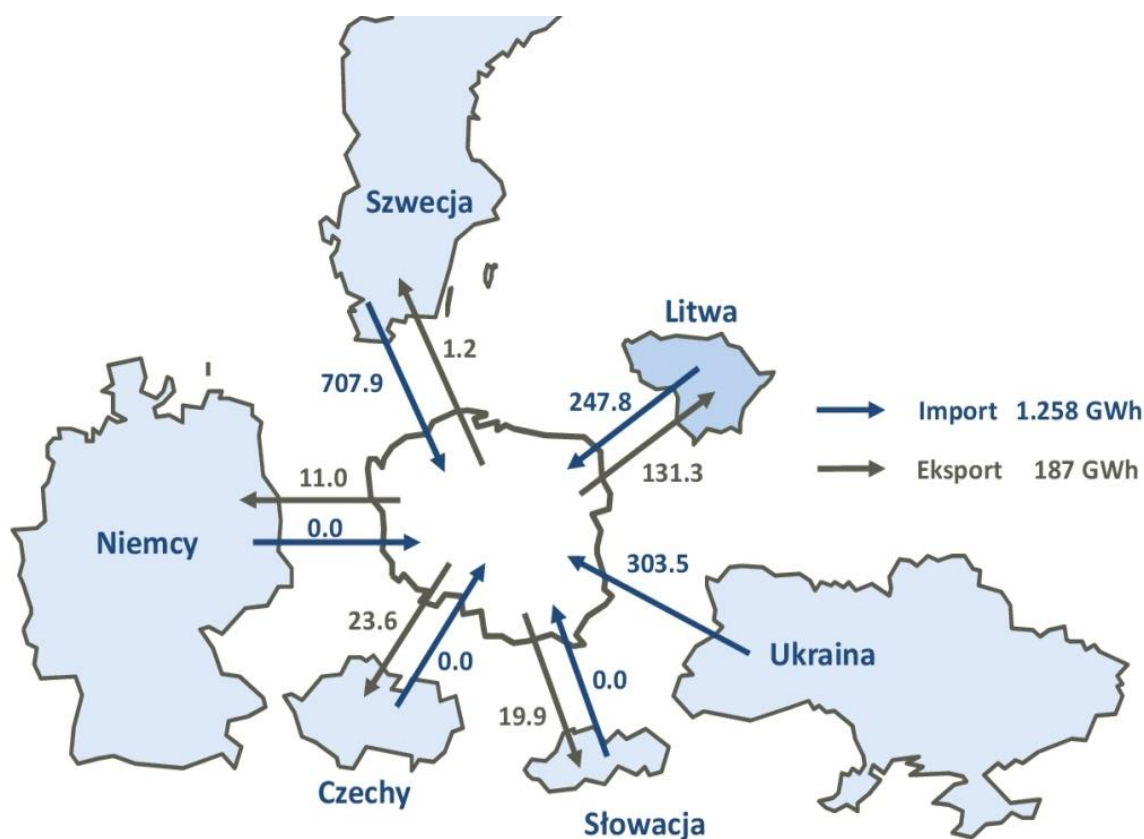 Szwecja
Litwa
1.2
707.9
247.8
Import 1.258 GWh
131.3
Eksport 187 GWh
11.0
0.0
Niemcy
303.5
23.6
0.0
Ukraina
0.0
19.9
Czechy
Słowacja